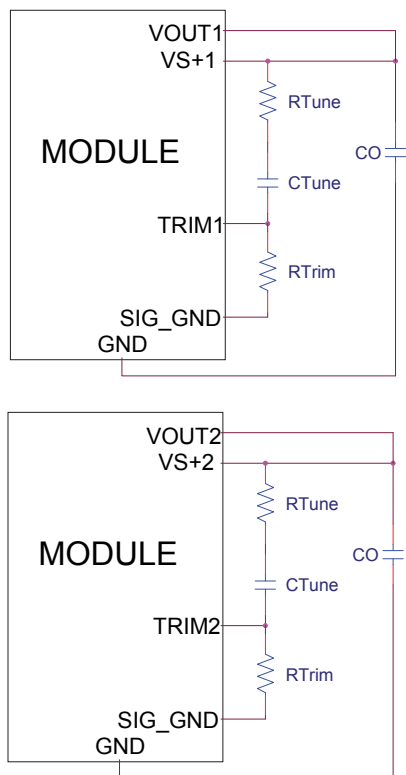 VOUT1
VS+1
RTune
MODULE
CO
CTune
TRIM1
RTrim
SIG_GND
GND
VOUT2
VS+2
RTune
MODULE
CO
CTune
TRIM2
RTrim
SIG_GND
GND